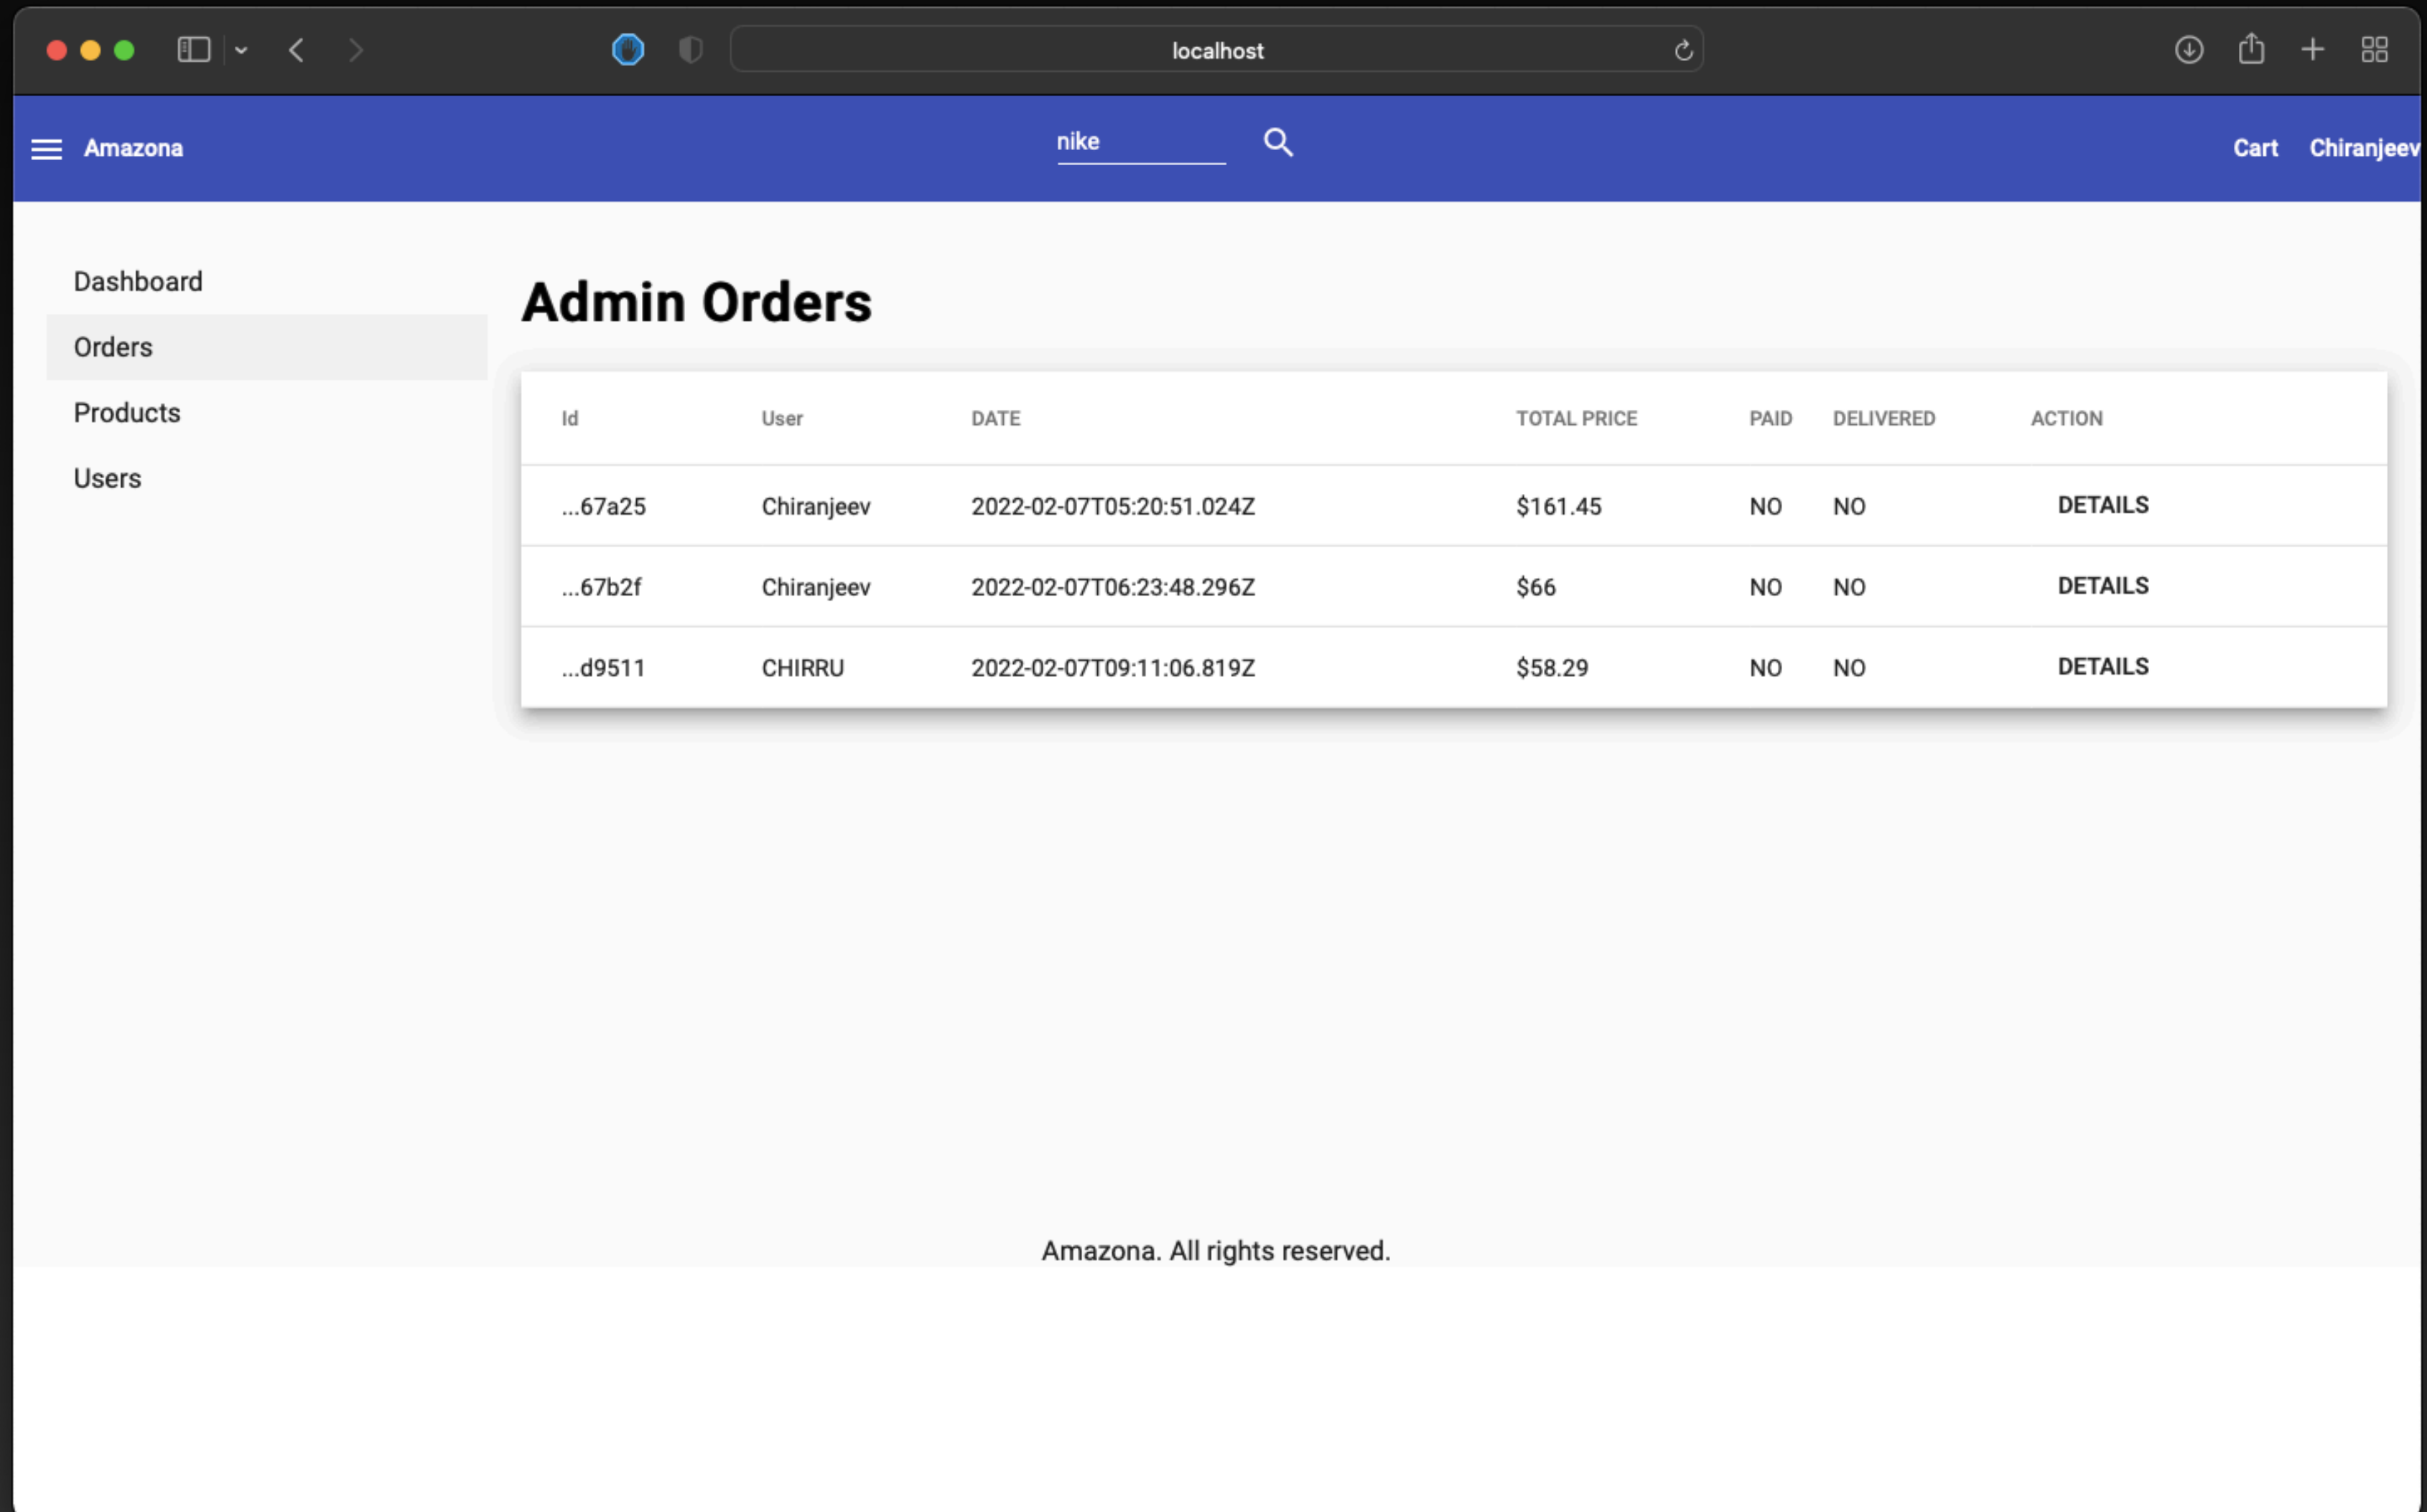 localhost
Amazona nike Cart Chiranjeev
Dashboard
Orders
Products
Users
Admin Orders
Id User DATE TOTAL PRICE PAID DELIVERED ACTION
...67a25 Chiranjeev 2022-02-07T05:20:51.024Z $161.45 NO NO DETAILS
...67b2f Chiranjeev 2022-02-07T06:23:48.296Z $66 NO NO DETAILS
...d9511 CHIRRU 2022-02-07T09:11:06.819Z $58.29 NO NO DETAILS
Amazona. All rights reserved.